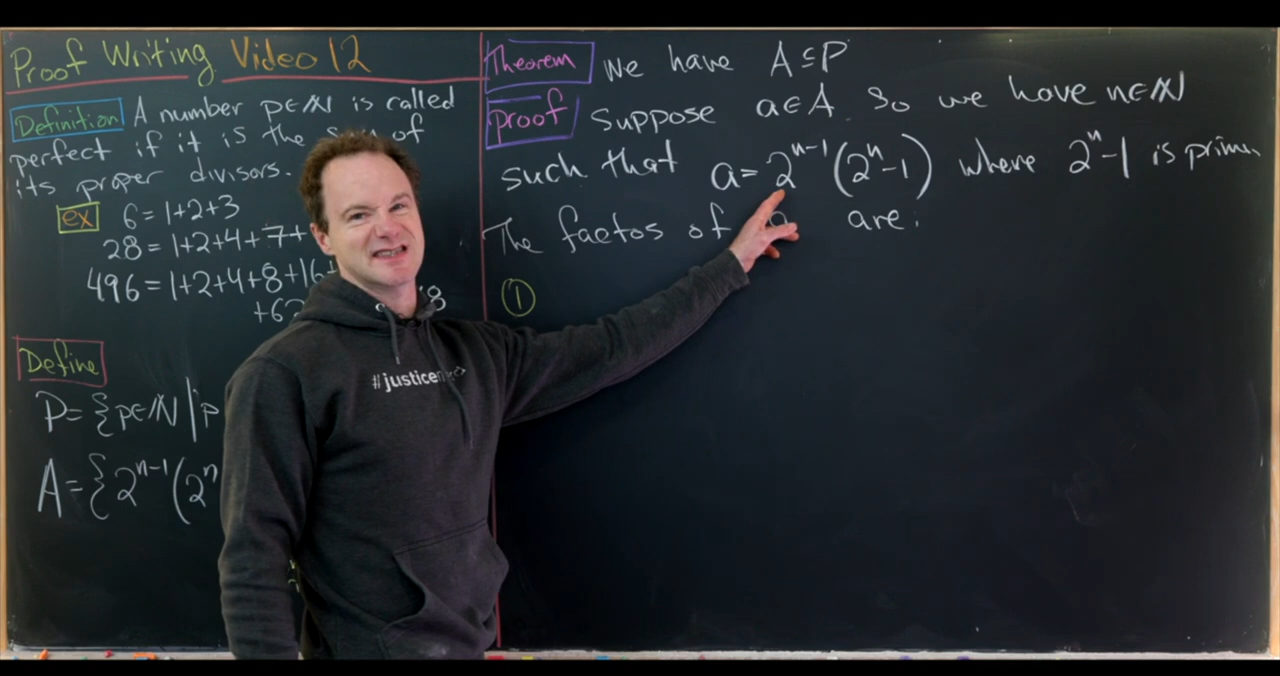 Proof Writing Video 12
Definition A number p∈ℕ is called
perfect if it is the of
its proper divisors.
ex 6=1+2+3
28=1+2+4+7+
496=1+2+4+8+16+
+62
Define
P={p∈ℕ|p
A={2^{n-1}(2^n
Theorem We have A⊆P
Proof Suppose a∈A so we have n∈ℕ
such that a=2^{n-1}(2^n-1) where 2^n-1 is prime
The factos of are:
①
#justice